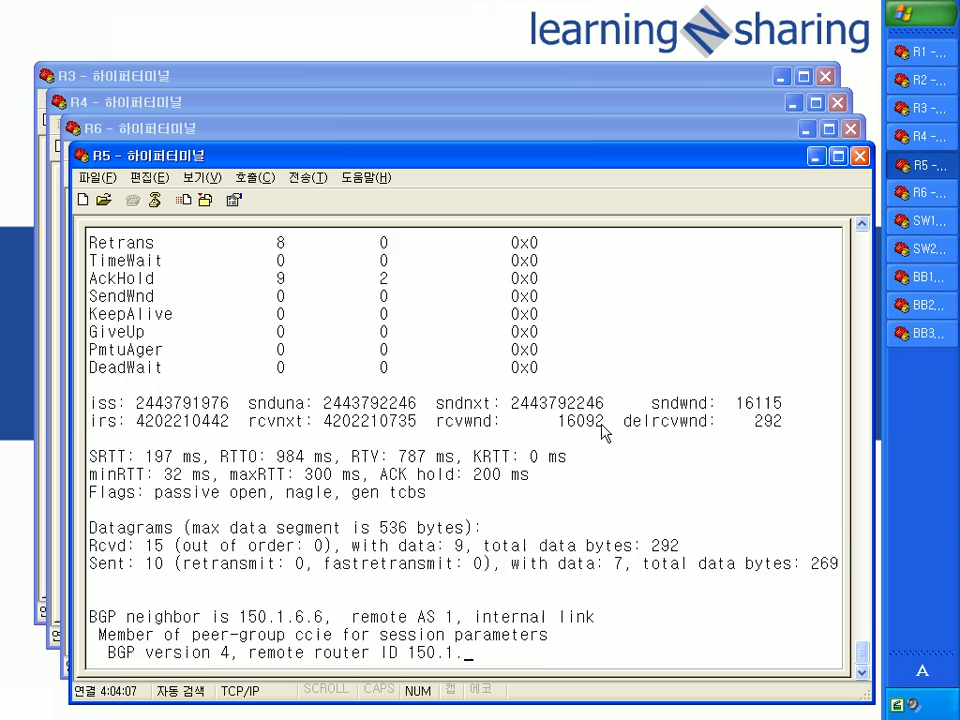 learning N sharing
R3 - 하이퍼터미널
R4 - 하이퍼터미널
R6 - 하이퍼터미널
R5 - 하이퍼터미널
파일(F) 편집(E) 보기(V) 호출(C) 전송(T) 도움말(H)
Retrans 8 0 0x0
TimeWait 0 0 0x0
AckHold 9 2 0x0
SendWnd 0 0 0x0
KeepAlive 0 0 0x0
GiveUp 0 0 0x0
PmtuAger 0 0 0x0
DeadWait 0 0 0x0
iss: 2443791976 snduna: 2443792246 sndnxt: 2443792246 sndwnd: 16115
irs: 4202210442 rcvnxt: 4202210735 rcvwnd: 16092 delrcvwnd: 292
SRTT: 197 ms, RTTO: 984 ms, RTV: 787 ms, KRTT: 0 ms
minRTT: 32 ms, maxRTT: 300 ms, ACK hold: 200 ms
Flags: passive open, nagle, gen tcbs
Datagrams (max data segment is 536 bytes):
Rcvd: 15 (out of order: 0), with data: 9, total data bytes: 292
Sent: 10 (retransmit: 0, fastretransmit: 0), with data: 7, total data bytes: 269
BGP neighbor is 150.1.6.6, remote AS 1, internal link
Member of peer-group ccie for session parameters
BGP version 4, remote router ID 150.1._
연결 4:04:07 자동 검색 TCP/IP SCROLL CAPS NUM 캡 에코
R1 -...
R2 -...
R3 -...
R4 -...
R5 -...
R6 -...
SW1...
SW2...
BB1...
BB2...
BB3...
A